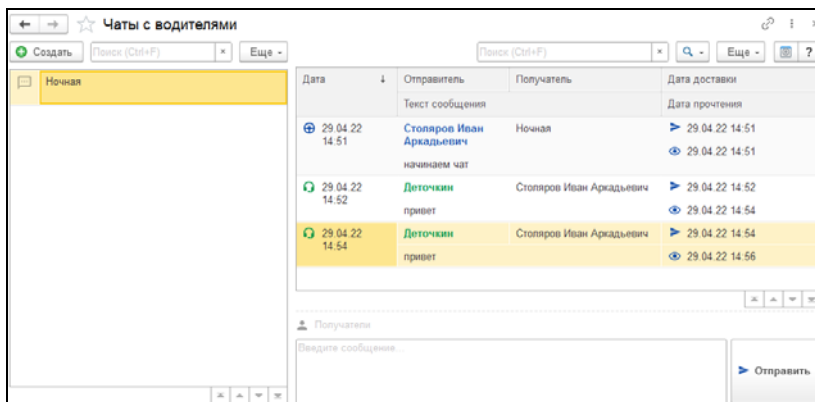 Чаты с водителями
Создать Поиск (Ctrl+F) × Еще
Поиск (Ctrl+F) × Еще ?
Ночная
Дата ↓ Отправитель Получатель Дата доставки
Текст сообщения Дата прочтения
29.04.22 14:51 Столяров Иван Аркадьевич Ночная 29.04.22 14:51
начинаем чат 29.04.22 14:51
29.04.22 14:52 Деточкин Столяров Иван Аркадьевич 29.04.22 14:52
привет 29.04.22 14:54
29.04.22 14:54 Деточкин Столяров Иван Аркадьевич 29.04.22 14:54
привет 29.04.22 14:56
Получатели
Введите сообщение...
Отправить